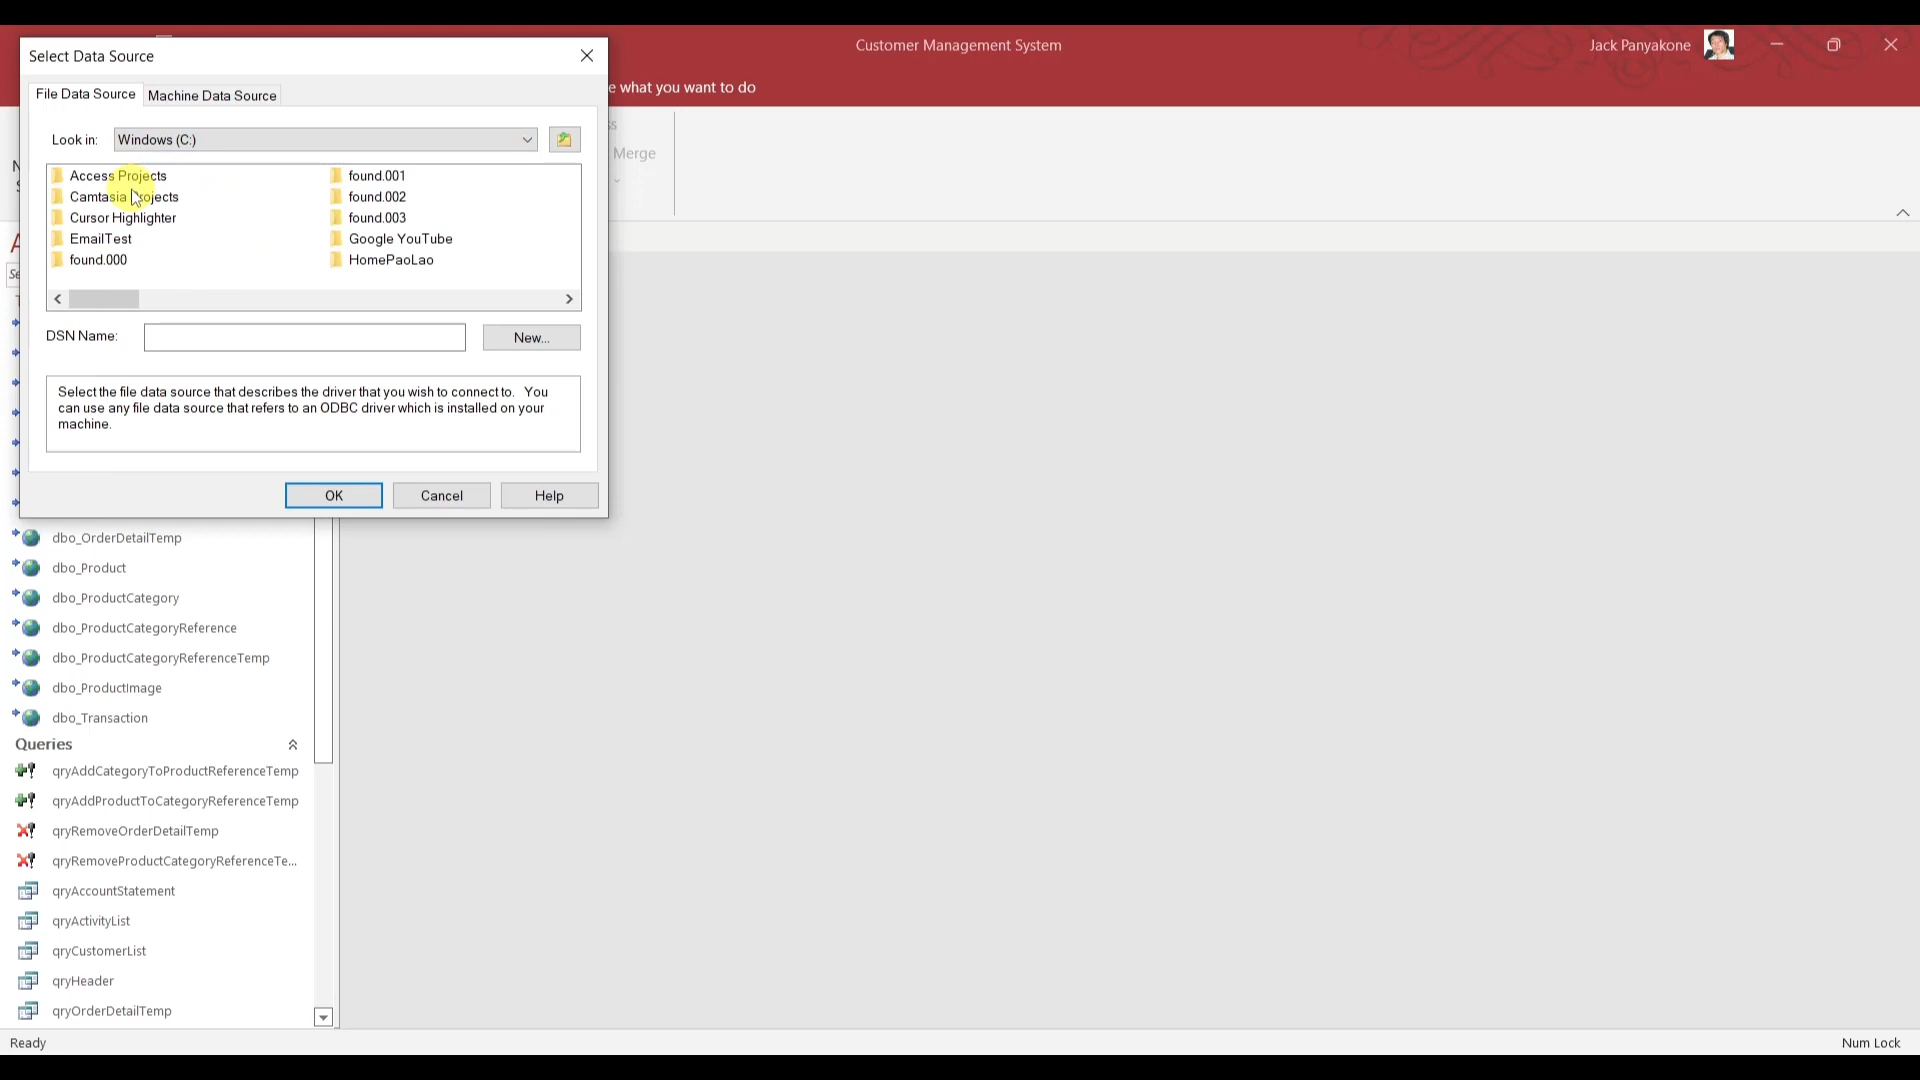 Customer Management System
Jack Panyakone
Select Data Source
File Data Source
Machine Data Source
what you want to do
Look in:
Windows (C:)
Merge
Access Projects
Camtasia Projects
Cursor Highlighter
EmailTest
found.000
found.001
found.002
found.003
Google YouTube
HomePaoLao
DSN Name:
New...
Select the file data source that describes the driver that you wish to connect to. You
can use any file data source that refers to an ODBC driver which is installed on your
machine.
OK
Cancel
Help
dbo_OrderDetailTemp
dbo_Product
dbo_ProductCategory
dbo_ProductCategoryReference
dbo_ProductCategoryReferenceTemp
dbo_ProductImage
dbo_Transaction
Queries
qryAddCategoryToProductReferenceTemp
qryAddProductToCategoryReferenceTemp
qryRemoveOrderDetailTemp
qryRemoveProductCategoryReferenceTe...
qryAccountStatement
qryActivityList
qryCustomerList
qryHeader
qryOrderDetailTemp
Ready
Num Lock